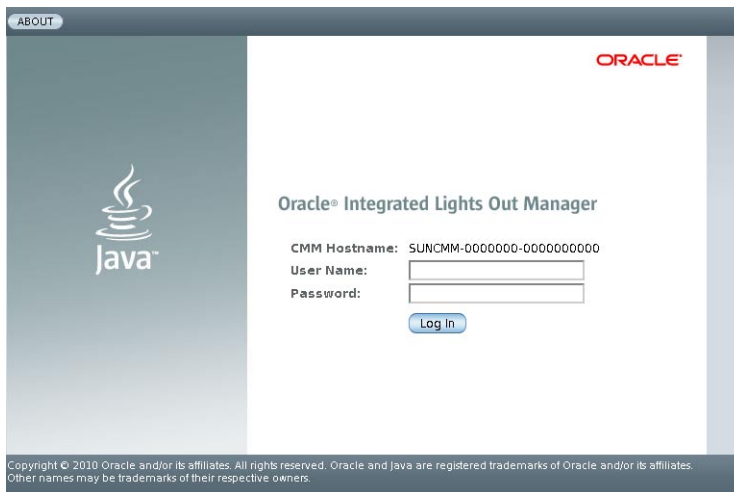 ABOUT
ORACLE®
Java™
Oracle® Integrated Lights Out Manager
CMM Hostname: SUNCMM-0000000-0000000000
User Name:
Password:
Log In
Copyright © 2010 Oracle and/or its affiliates. All rights reserved. Oracle and Java are registered trademarks of Oracle and/or its affiliates.
Other names may be trademarks of their respective owners.